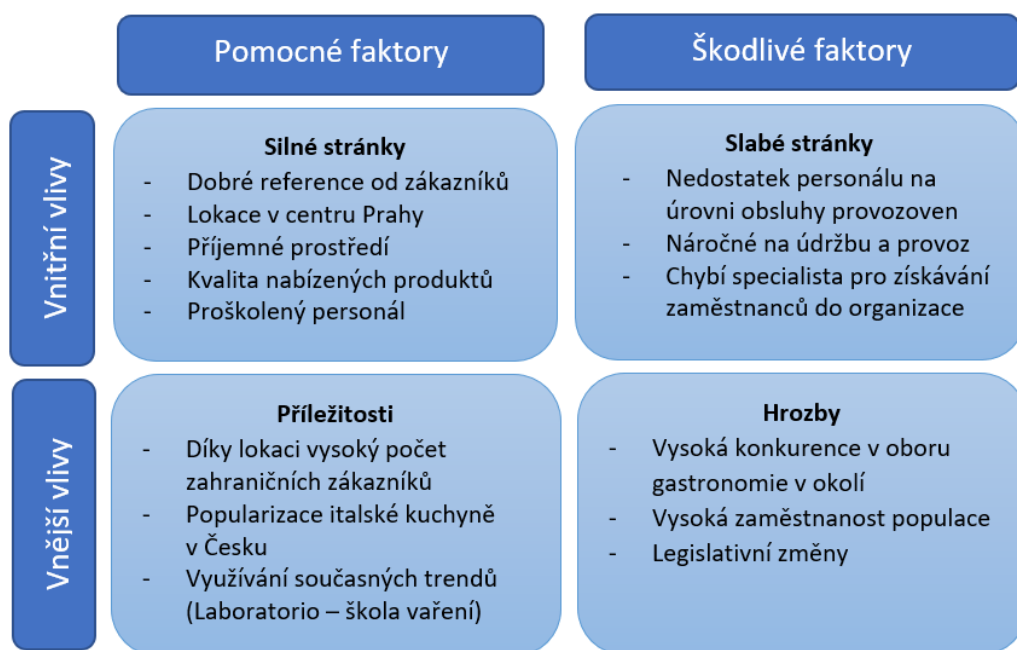 Pomocné faktory
Škodlivé faktory
Vnitřní vlivy
Silné stránky
- Dobré reference od zákazníků
- Lokace v centru Prahy
- Příjemné prostředí
- Kvalita nabízených produktů
- Proškolený personál
Slabé stránky
- Nedostatek personálu na
úrovni obsluhy provozoven
- Náročné na údržbu a provoz
- Chybí specialista pro získávání
zaměstnanců do organizace
Vnější vlivy
Příležitosti
- Díky lokaci vysoký počet
zahraničních zákazníků
- Popularizace italské kuchyně
v Česku
- Využívání současných trendů
(Laboratorio – škola vaření)
Hrozby
- Vysoká konkurence v oboru
gastronomie v okolí
- Vysoká zaměstnanost populace
- Legislativní změny